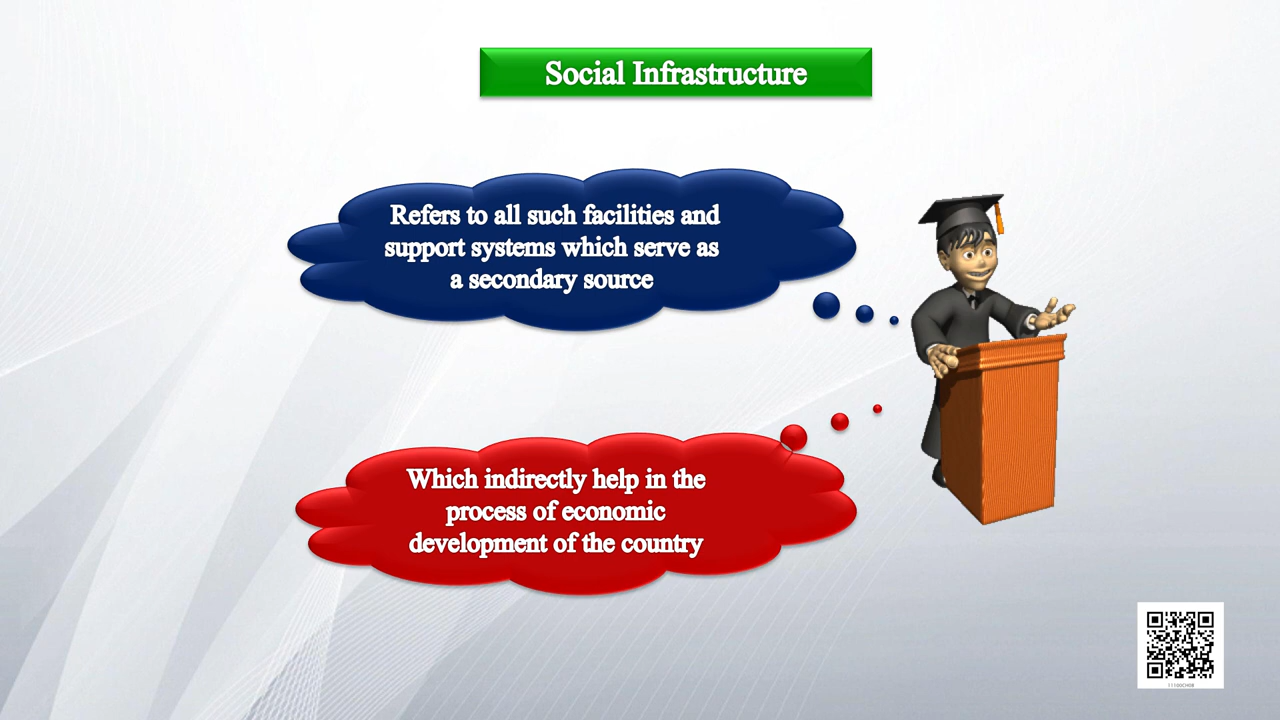 Social Infrastructure
Refers to all such facilities and
support systems which serve as
a secondary source
Which indirectly help in the
process of economic
development of the country
11100CH08